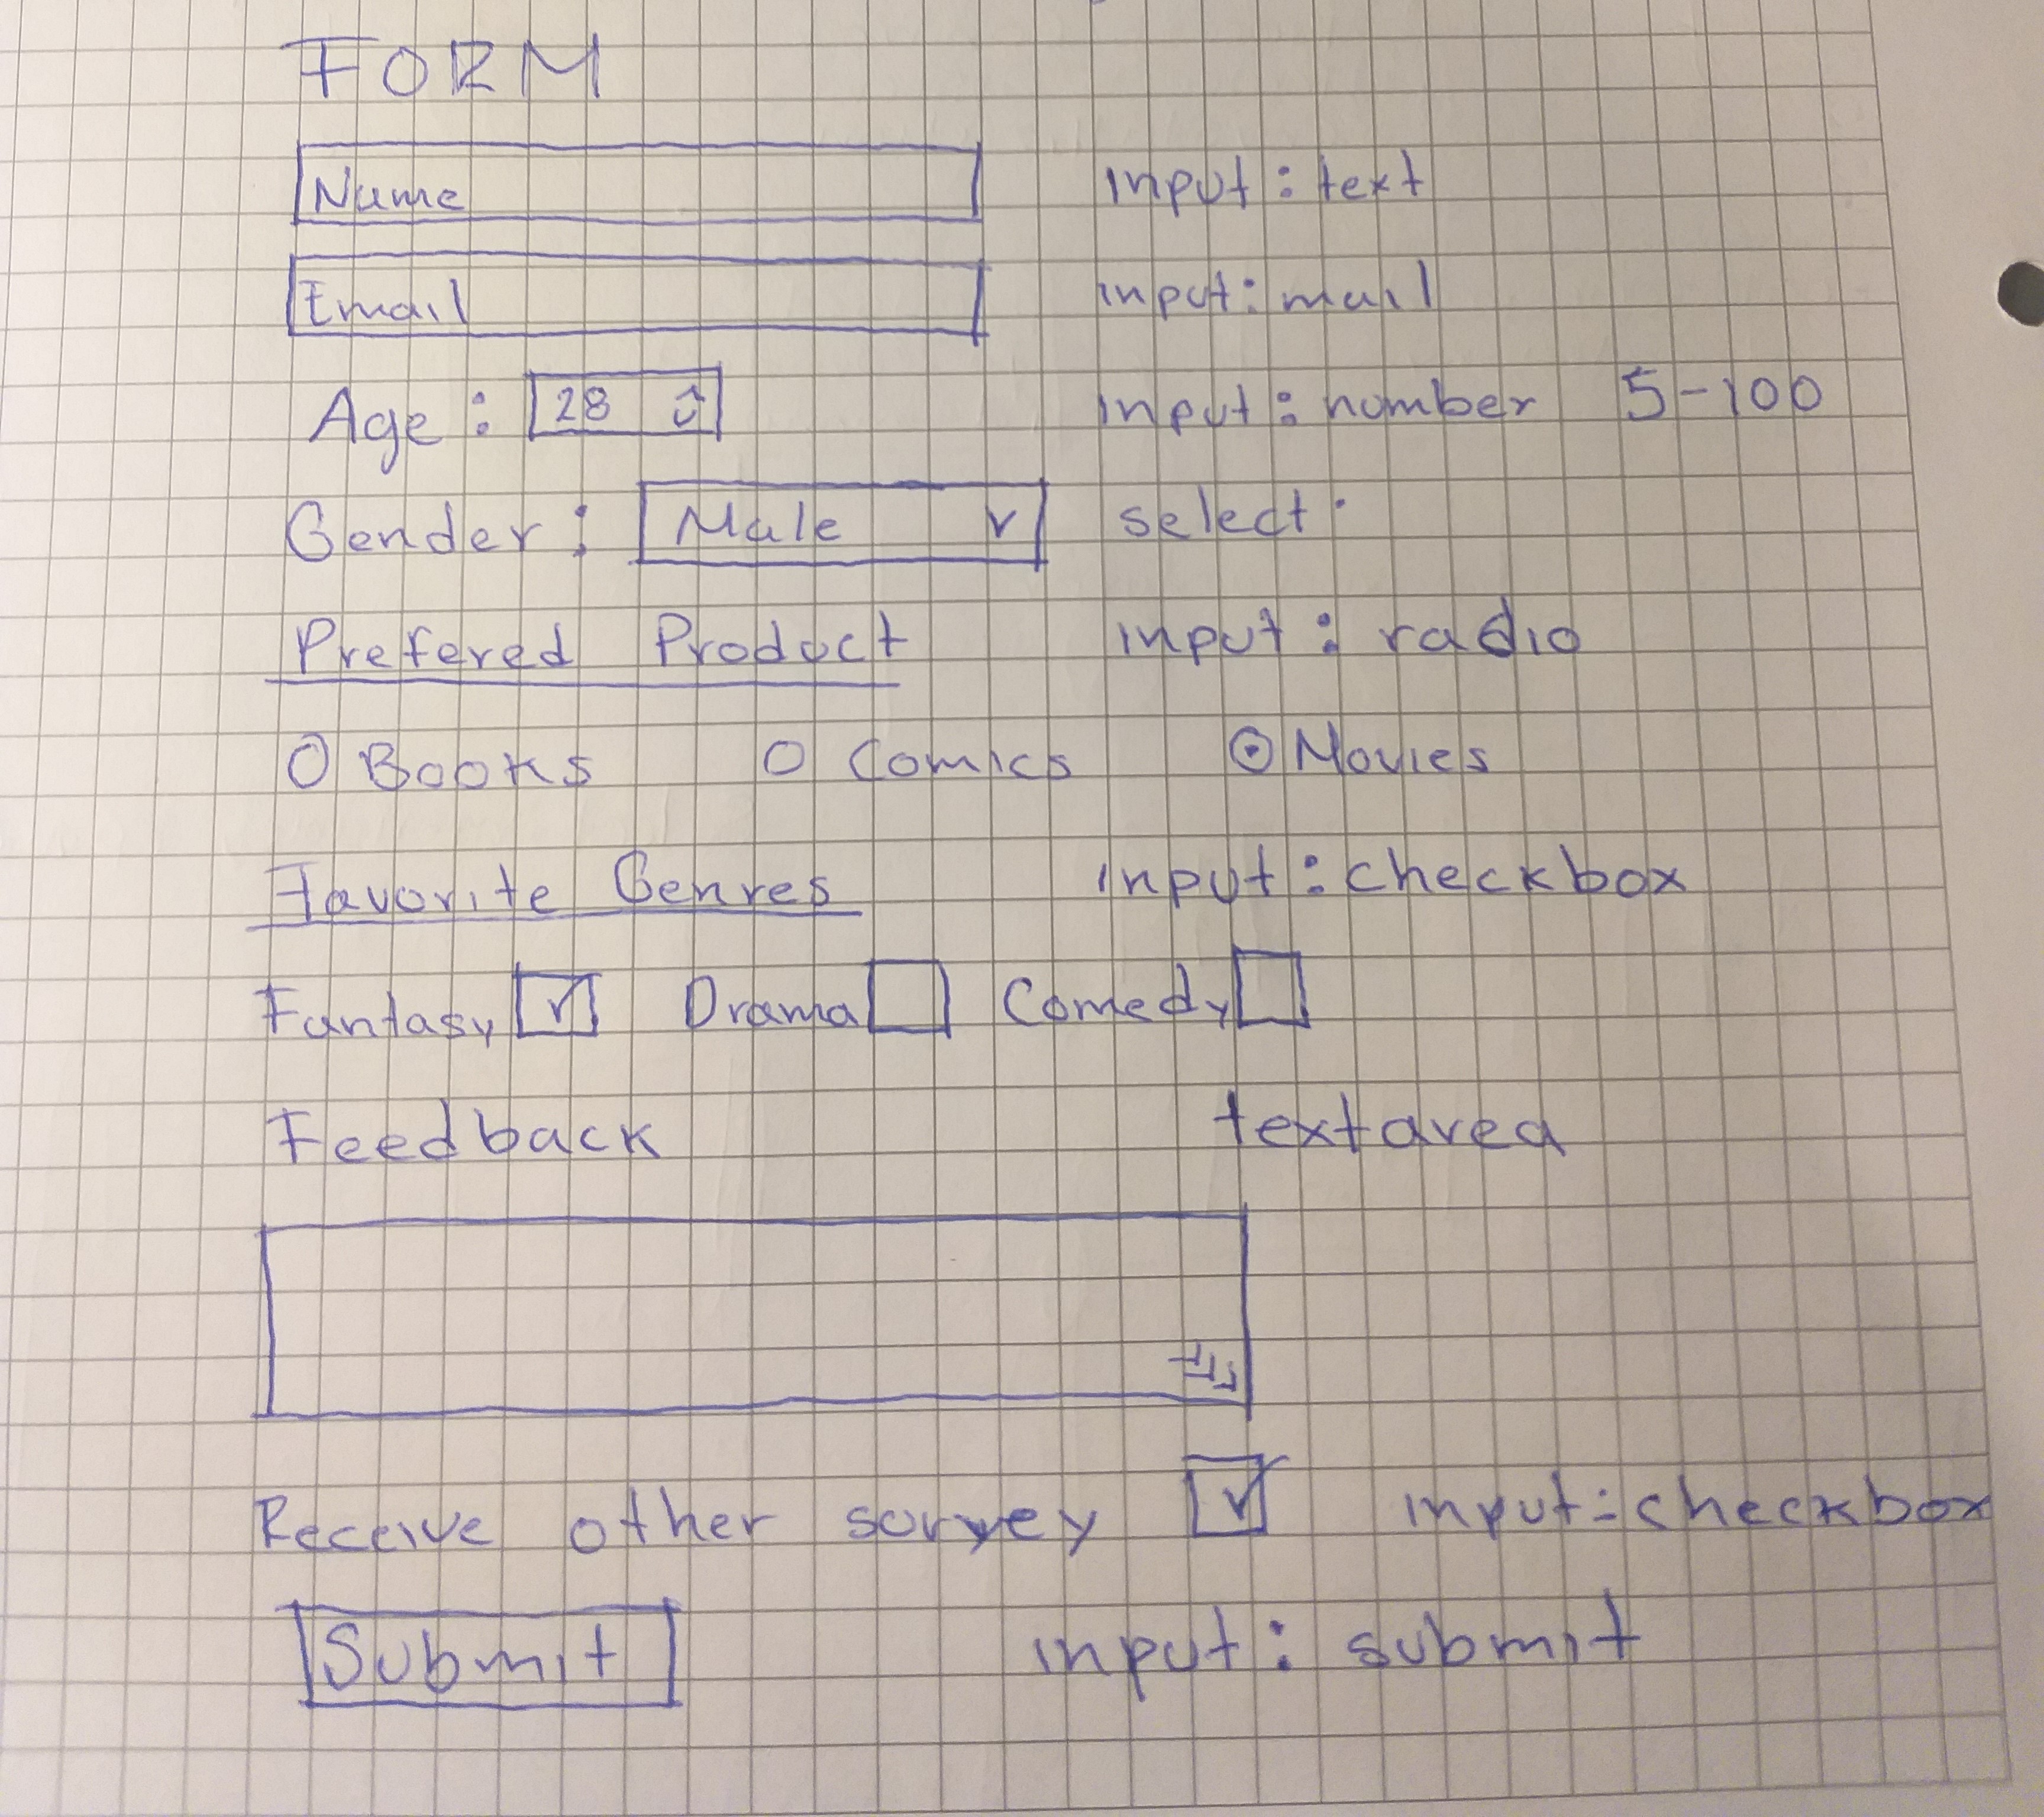 FORM
Name input : text
Email input : mail
Age : 28 input : number 5-100
Gender : Male select
Prefered Product input : radio
Books Comics Movies
Favorite Genres input : checkbox
Fantasy Drama Comedy
Feedback textarea
Receive other survey input : checkbox
Submit input : submit